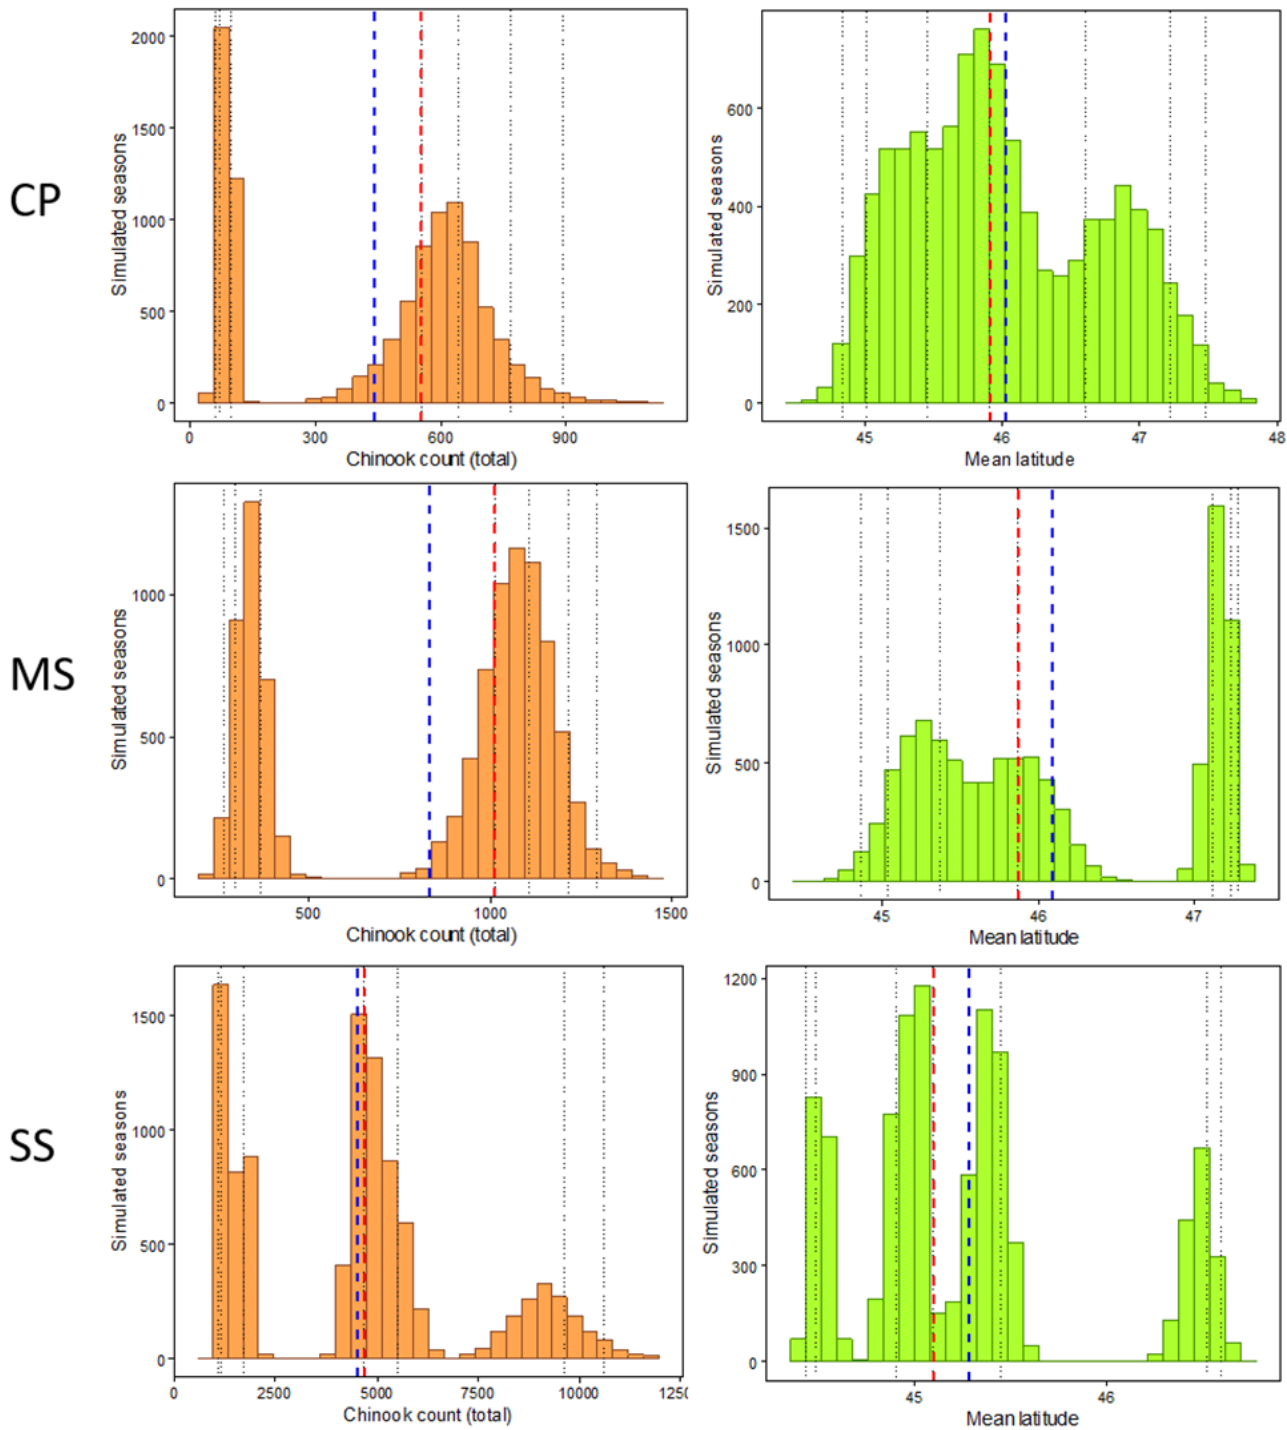 CP
Simulated seasons
2000
1500
1000
500
0
0 300 600 900
Chinook count (total)
Simulated seasons
600
400
200
0
45 46 47 48
Mean latitude
MS
Simulated seasons
1000
500
0
500 1000 1500
Chinook count (total)
Simulated seasons
1500
1000
500
0
45 46 47
Mean latitude
SS
Simulated seasons
1500
1000
500
0
0 2500 5000 7500 10000 1250
Chinook count (total)
Simulated seasons
1200
900
600
300
0
45 46
Mean latitude